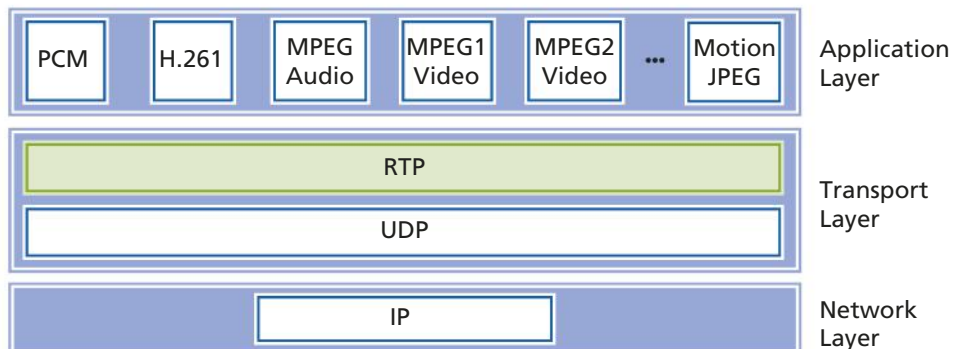 PCM
H.261
MPEG
Audio
MPEG1
Video
MPEG2
Video
...
Motion
JPEG
Application
Layer
RTP
UDP
Transport
Layer
IP
Network
Layer